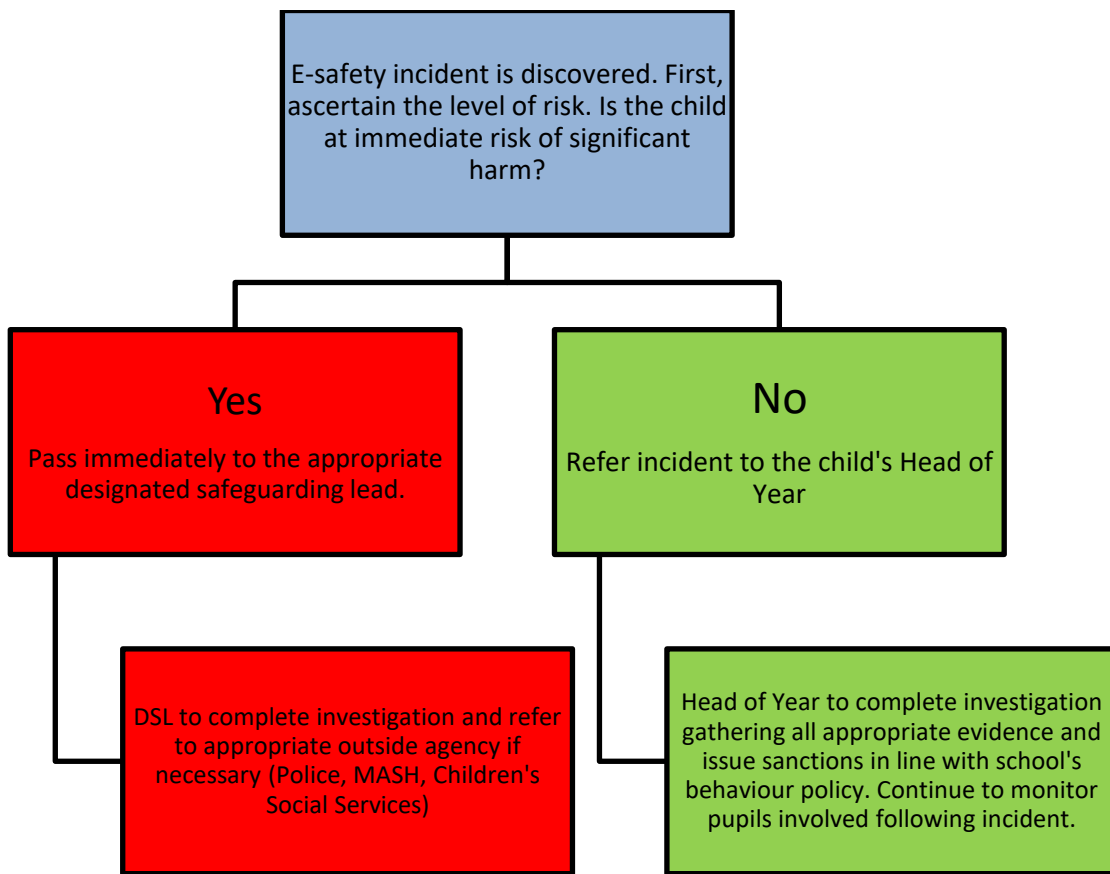 E-safety incident is discovered. First,
ascertain the level of risk. Is the child
at immediate risk of significant
harm?
Yes
Pass immediately to the appropriate
designated safeguarding lead.
No
Refer incident to the child's Head of
Year
DSL to complete investigation and refer
to appropriate outside agency if
necessary (Police, MASH, Children's
Social Services)
Head of Year to complete investigation
gathering all appropriate evidence and
issue sanctions in line with school's
behaviour policy. Continue to monitor
pupils involved following incident.